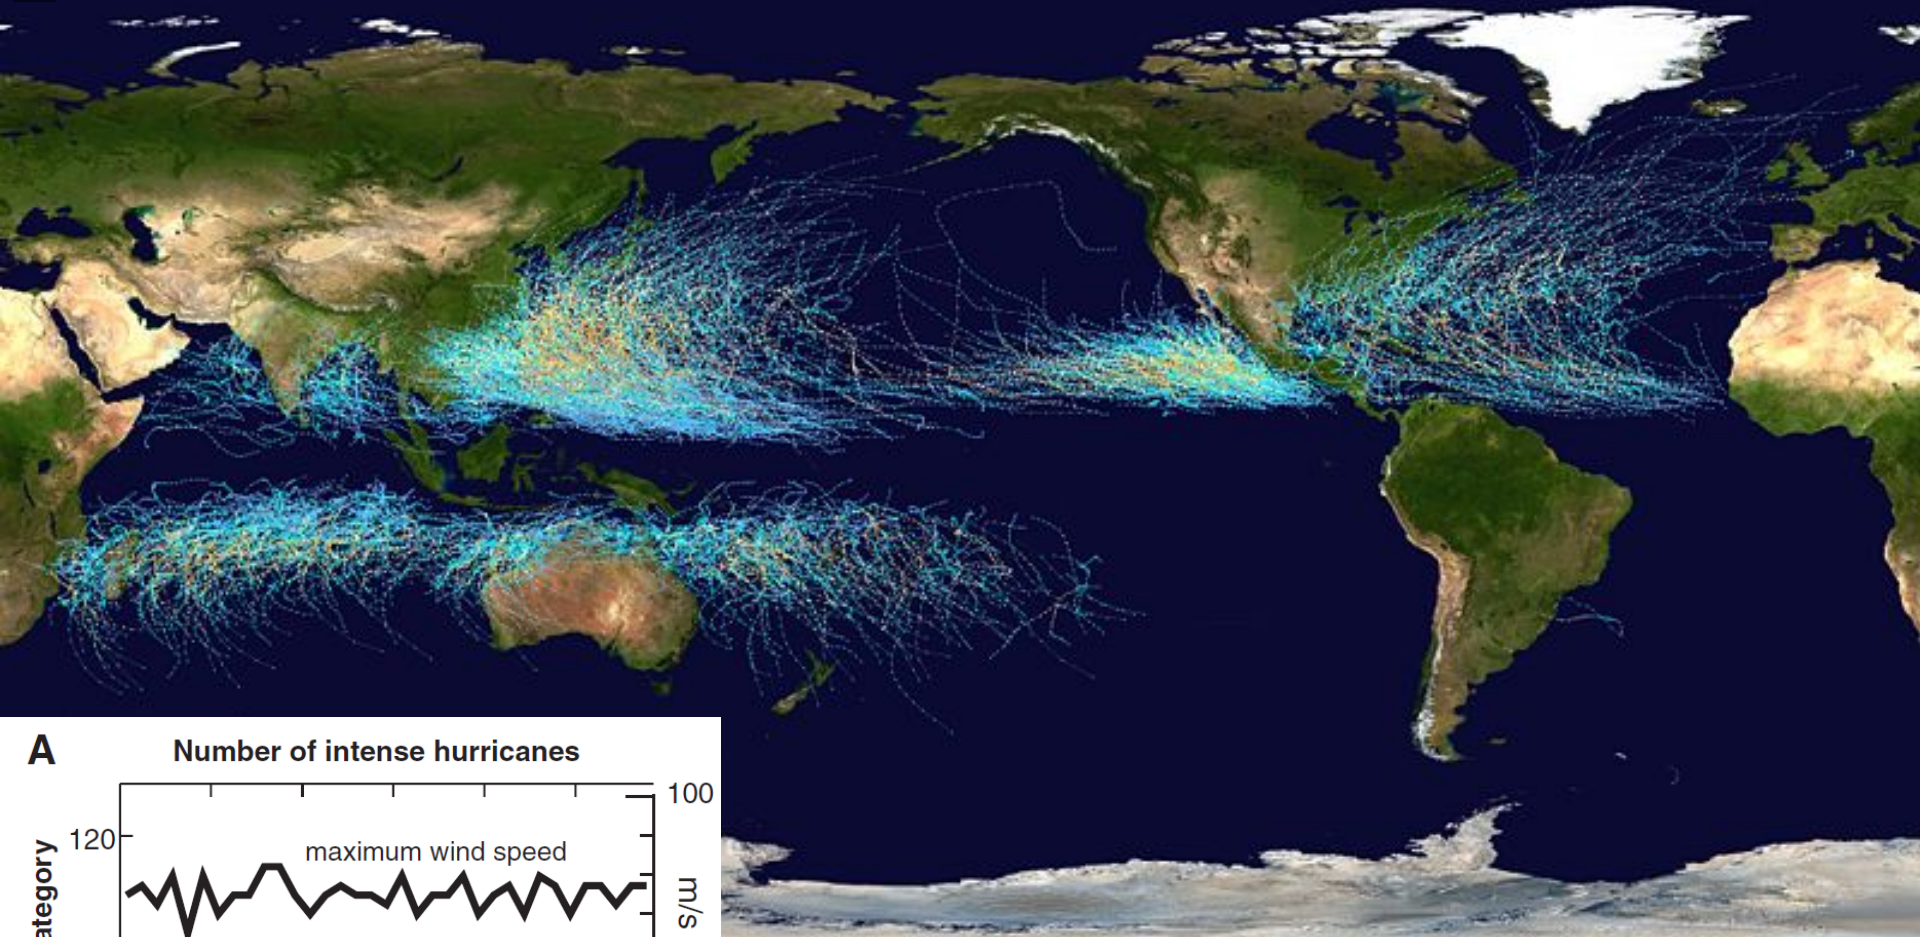 A
Number of intense hurricanes
100
120
maximum wind speed
ategory
m/s